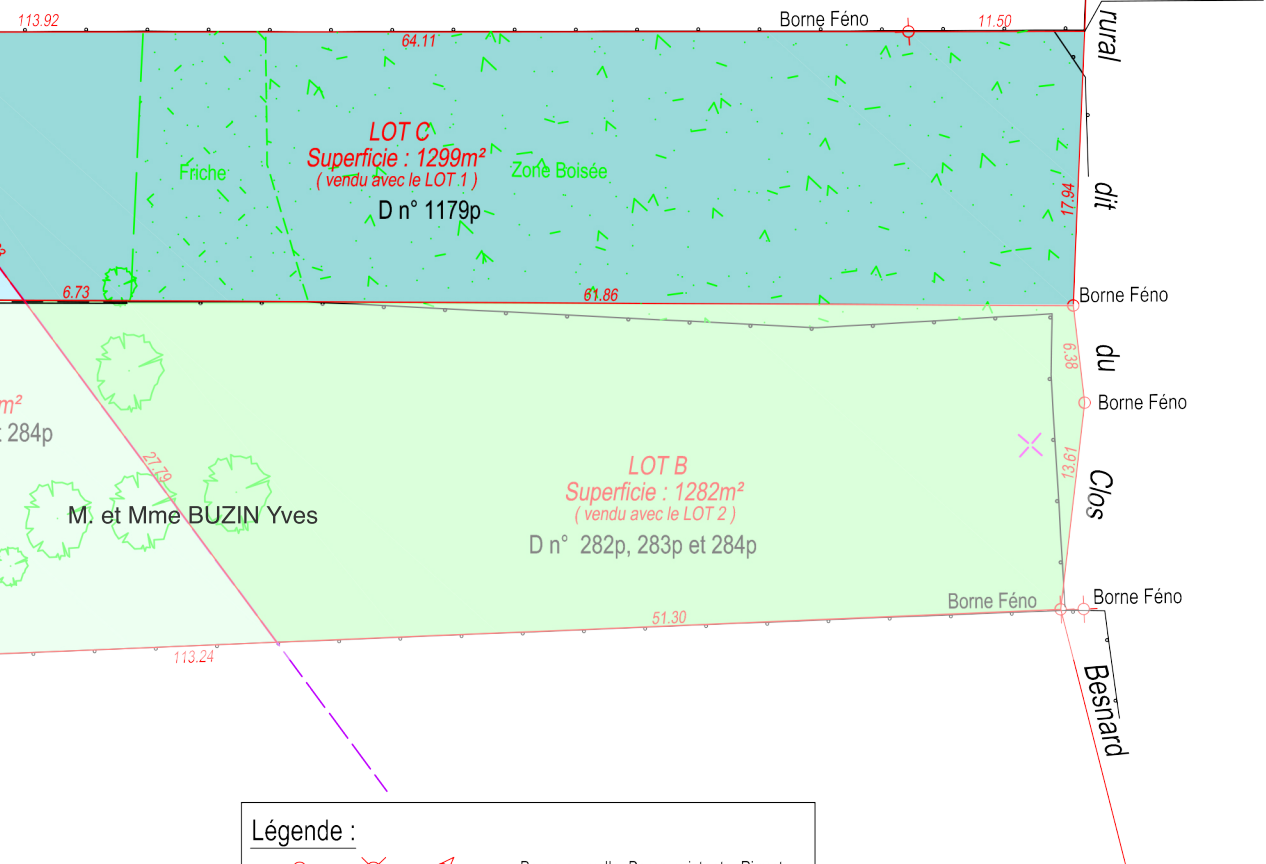 113.92
Borne Féno
11.50
64.11
rural
LOT C
Superficie : 1299m²
( vendu avec le LOT 1 )
D n° 1179p
Friche
Zone Boisée
17.94
dit
6.73
61.86
Borne Féno
6.38
du
Borne Féno
m²
284p
27.79
LOT B
Superficie : 1282m²
( vendu avec le LOT 2 )
D n° 282p, 283p et 284p
13.61
Clos
M. et Mme BUZIN Yves
Borne Féno
Borne Féno
51.30
113.24
Besnard
Légende :